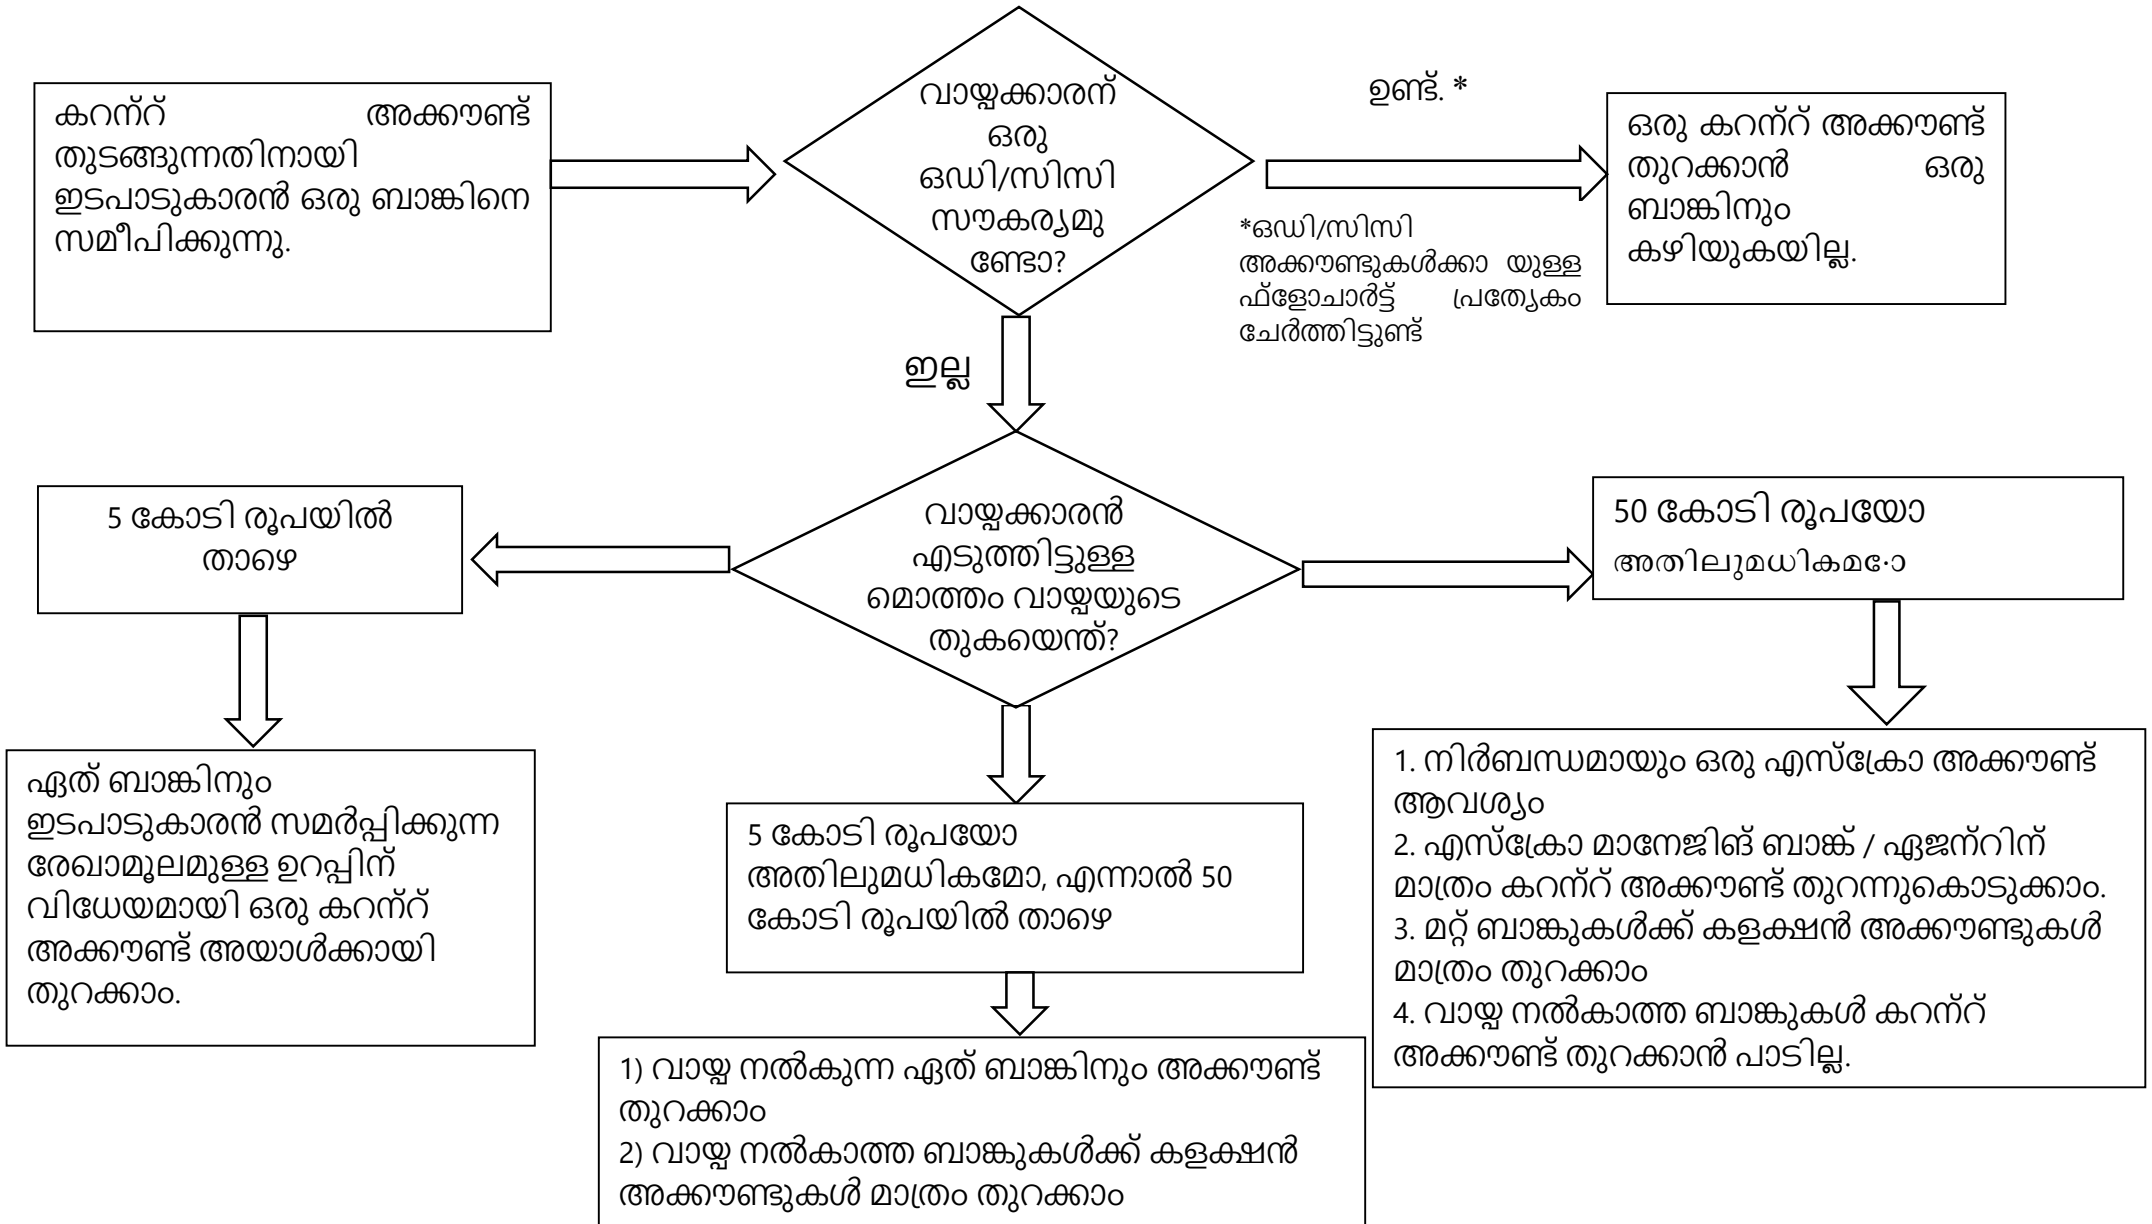 കറന്റ് അക്കൗണ്ട്
തുടങ്ങുന്നതിനായി
ഇടപാടുകാരൻ ഒരു ബാങ്കിനെ
സമീപിക്കുന്നു.
വായ്പക്കാരന്
ഒരു
ഒഡി/സിസി
സൗകര്യമു
ണ്ടോ?
ഉണ്ട്. *
*ഒഡി/സിസി
അക്കൗണ്ടുകൾക്കാ യുള്ള
ഫ്ളോചാർട്ട് പ്രത്യേകം
ചേർത്തിട്ടുണ്ട്
ഒരു കറന്റ് അക്കൗണ്ട്
തുറക്കാൻ ഒരു
ബാങ്കിനും
കഴിയുകയില്ല.
ഇല്ല
5 കോടി രൂപയിൽ
താഴെ
വായ്പക്കാരൻ
എടുത്തിട്ടുള്ള
മൊത്തം വായ്പയുടെ
തുകയെന്ത്?
50 കോടി രൂപയോ
അതിലുമധികമോ
ഏത് ബാങ്കിനും
ഇടപാടുകാരൻ സമർപ്പിക്കുന്ന
രേഖാമൂലമുള്ള ഉറപ്പിന്
വിധേയമായി ഒരു കറന്റ്
അക്കൗണ്ട് അയാൾക്കായി
തുറക്കാം.
5 കോടി രൂപയോ
അതിലുമധികമോ, എന്നാൽ 50
കോടി രൂപയിൽ താഴെ
1. നിർബന്ധമായും ഒരു എസ്ക്രോ അക്കൗണ്ട്
ആവശ്യം
2. എസ്ക്രോ മാനേജിങ് ബാങ്ക് / ഏജന്റിന്
മാത്രം കറന്റ് അക്കൗണ്ട് തുറന്നുകൊടുക്കാം.
3. മറ്റ് ബാങ്കുകൾക്ക് കളക്ഷൻ അക്കൗണ്ടുകൾ
മാത്രം തുറക്കാം
4. വായ്പ നൽകാത്ത ബാങ്കുകൾ കറന്റ്
അക്കൗണ്ട് തുറക്കാൻ പാടില്ല.
1) വായ്പ നൽകുന്ന ഏത് ബാങ്കിനും അക്കൗണ്ട്
തുറക്കാം
2) വായ്പ നൽകാത്ത ബാങ്കുകൾക്ക് കളക്ഷൻ
അക്കൗണ്ടുകൾ മാത്രം തുറക്കാം